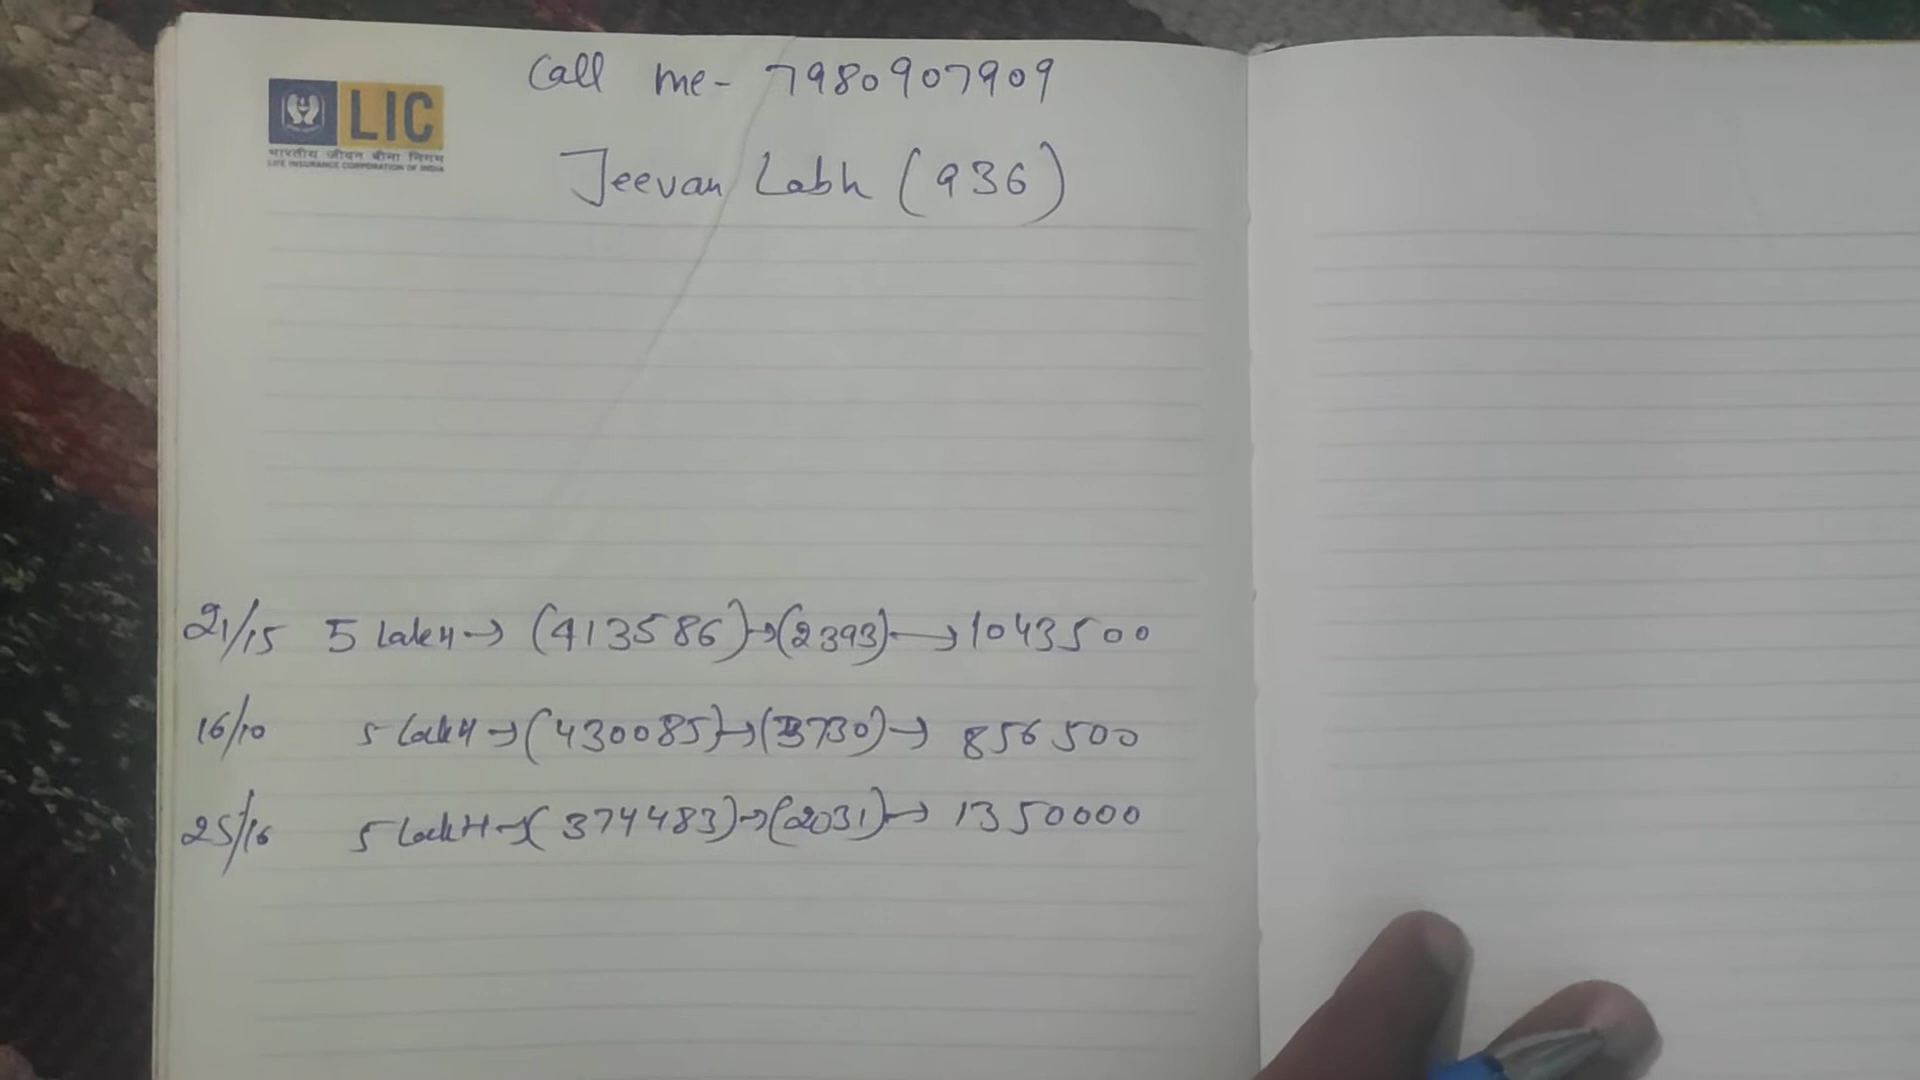 Call me - 7980907909
LIC
भारतीय जीवन बीमा निगम
LIFE INSURANCE CORPORATION OF INDIA
Jeevan Labh (936)
21/15 5 LakH → (413586) → (2393) → 1043500
16/10 5 LakH → (430085) → (3730) → 856500
25/16 5 LakH → (374483) → (2031) → 1350000